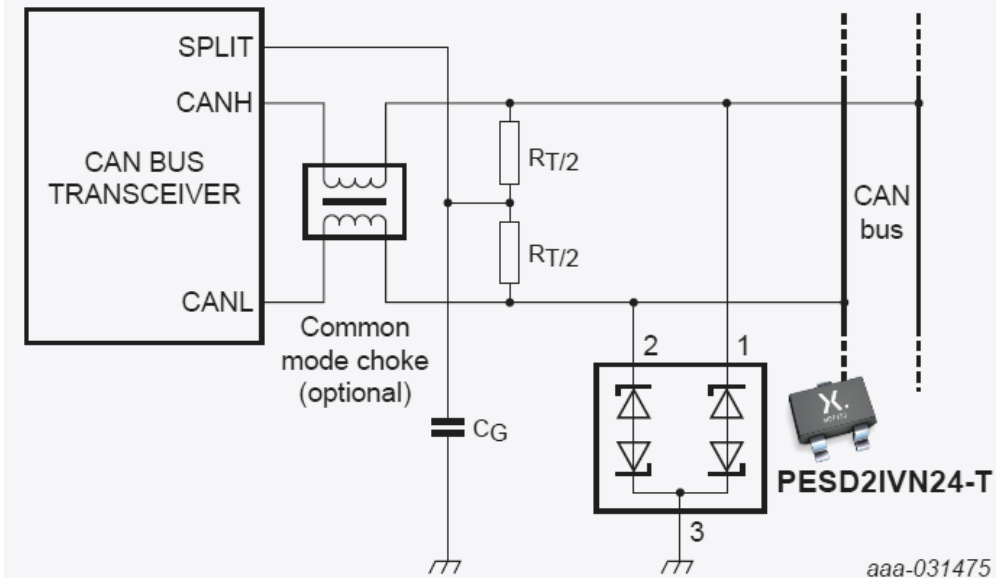 SPLIT
CANH
CAN BUS
TRANSCEIVER
CANL
Common
mode choke
(optional)
RT/2
RT/2
CG
CAN
bus
2
1
3
X.
PESD2IVN24-T
aaa-031475